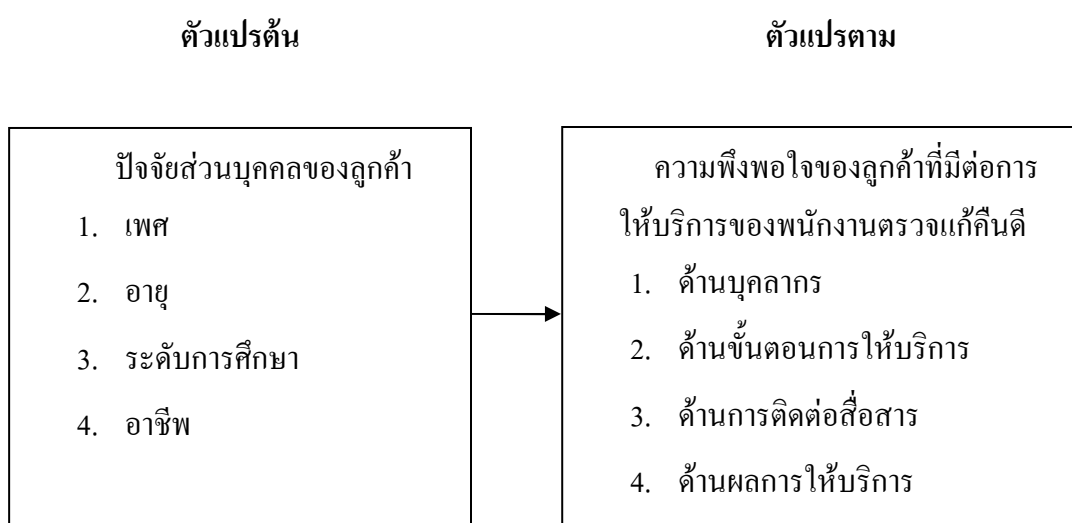 ตัวแปรต้น
ตัวแปรตาม
ปัจจัยส่วนบุคคลของลูกค้า
1. เพศ
2. อายุ
3. ระดับการศึกษา
4. อาชีพ
ความพึงพอใจของลูกค้าที่มีต่อการ
ให้บริการของพนักงานตรวจแก้คืนดี
1. ด้านบุคลากร
2. ด้านขั้นตอนการให้บริการ
3. ด้านการติดต่อสื่อสาร
4. ด้านผลการให้บริการ